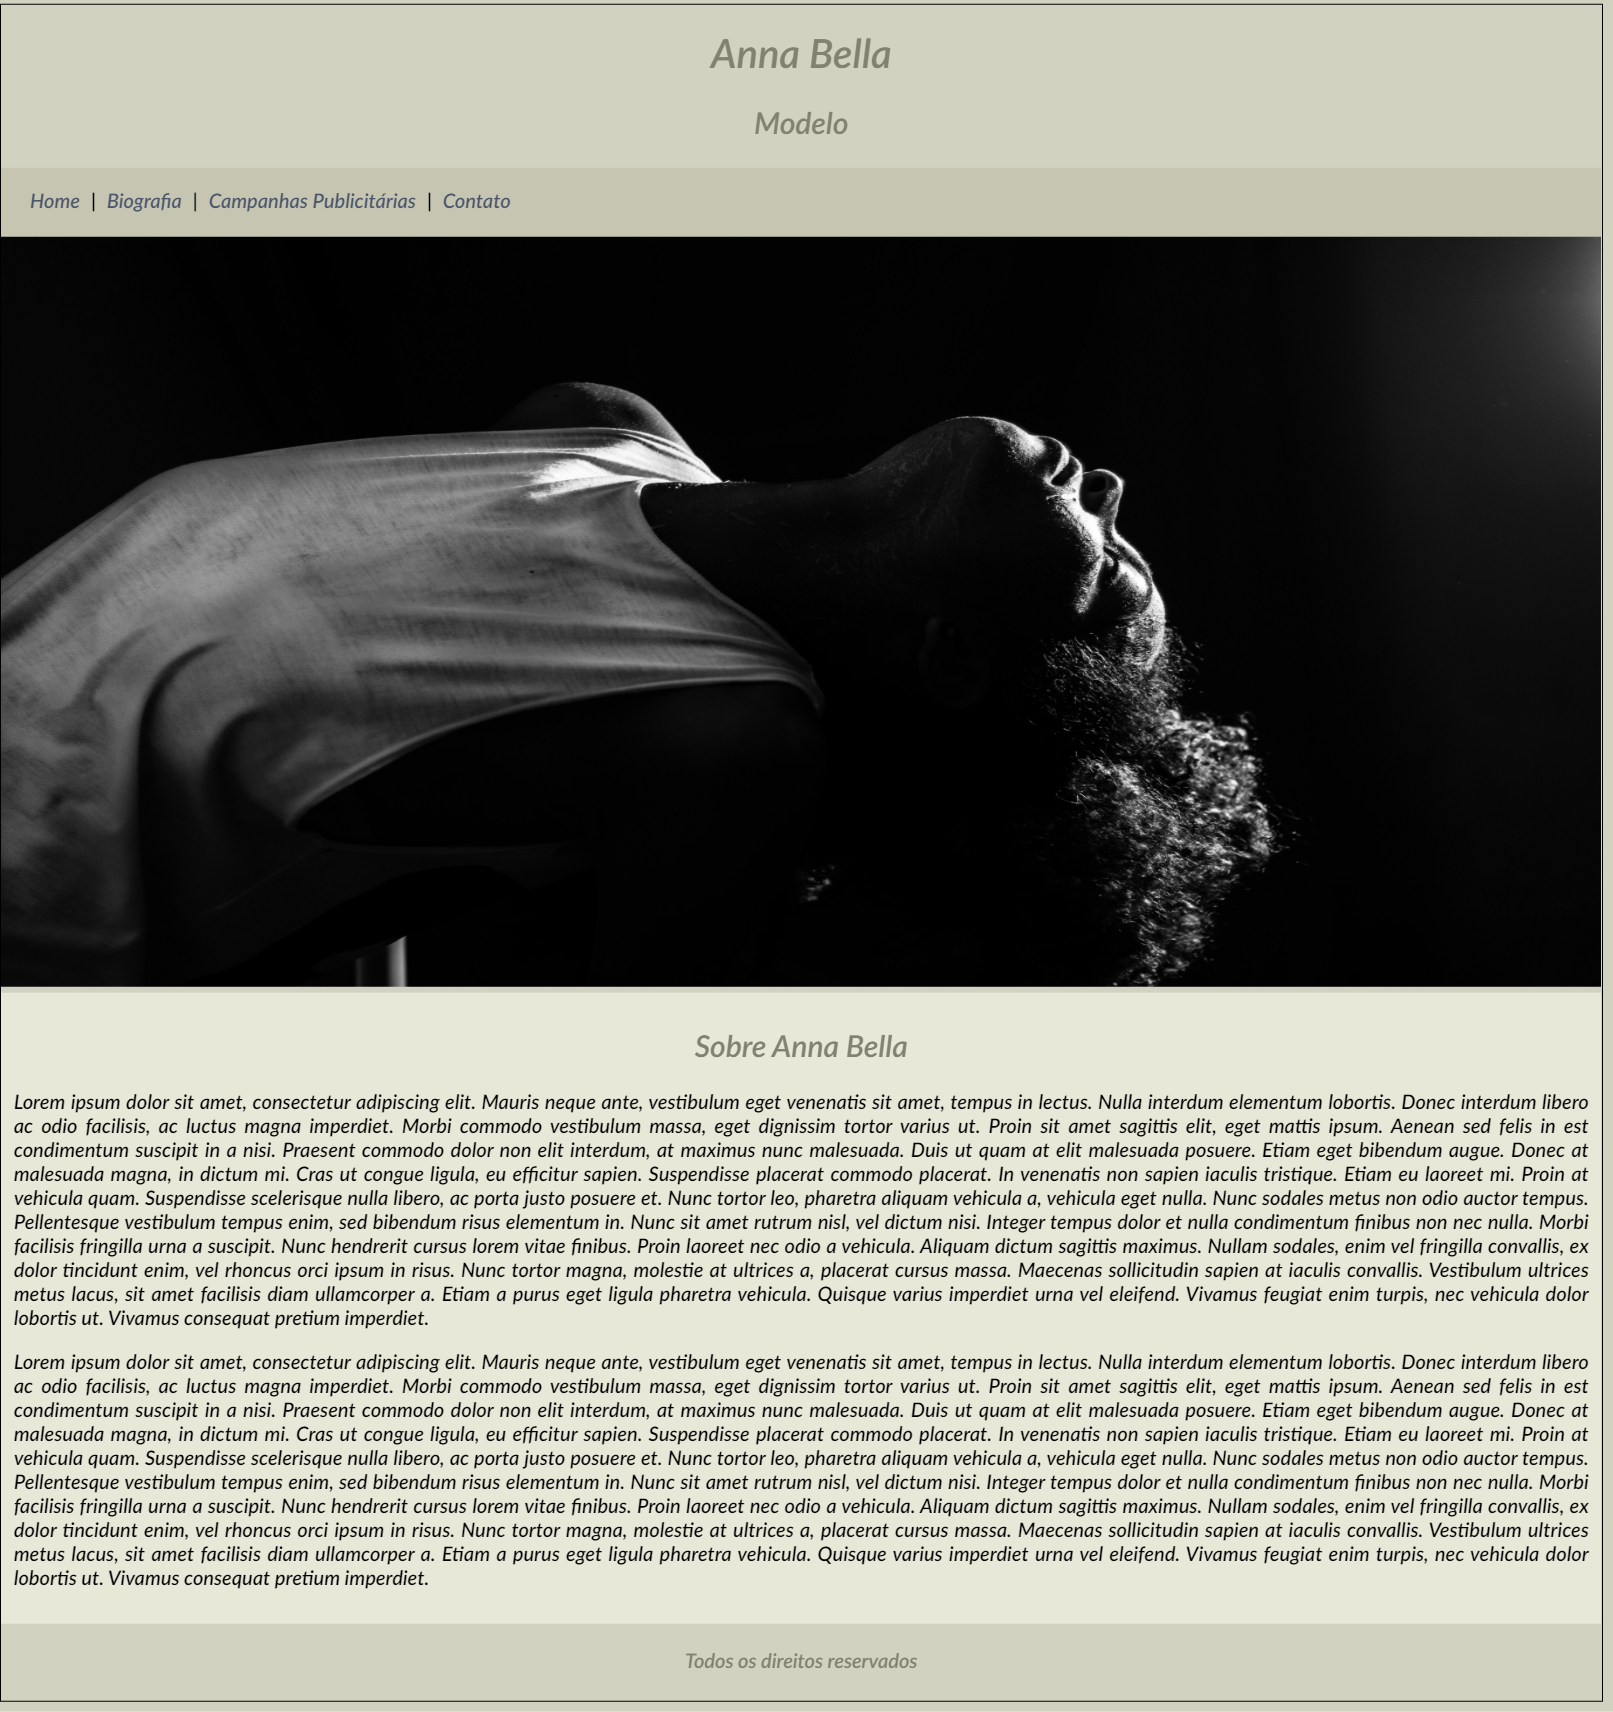 Anna Bella
Modelo
Home | Biografia | Campanhas Publicitárias | Contato
Sobre Anna Bella
Lorem ipsum dolor sit amet, consectetur adipiscing elit. Mauris neque ante, vestibulum eget venenatis sit amet, tempus in lectus. Nulla interdum elementum lobortis. Donec interdum libero
ac odio facilisis, ac luctus magna imperdiet. Morbi commodo vestibulum massa, eget dignissim tortor varius ut. Proin sit amet sagittis elit, eget mattis ipsum. Aenean sed felis in est
condimentum suscipit in a nisi. Praesent commodo dolor non elit interdum, at maximus nunc malesuada. Duis ut quam at elit malesuada posuere. Etiam eget bibendum augue. Donec at
malesuada magna, in dictum mi. Cras ut congue ligula, eu efficitur sapien. Suspendisse placerat commodo placerat. In venenatis non sapien iaculis tristique. Etiam eu laoreet mi. Proin at
vehicula quam. Suspendisse scelerisque nulla libero, ac porta justo posuere et. Nunc tortor leo, pharetra aliquam vehicula a, vehicula eget nulla. Nunc sodales metus non odio auctor tempus.
Pellentesque vestibulum tempus enim, sed bibendum risus elementum in. Nunc sit amet rutrum nisl, vel dictum nisi. Integer tempus dolor et nulla condimentum finibus non nec nulla. Morbi
facilisis fringilla urna a suscipit. Nunc hendrerit cursus lorem vitae finibus. Proin laoreet nec odio a vehicula. Aliquam dictum sagittis maximus. Nullam sodales, enim vel fringilla convallis, ex
dolor tincidunt enim, vel rhoncus orci ipsum in risus. Nunc tortor magna, molestie at ultrices a, placerat cursus massa. Maecenas sollicitudin sapien at iaculis convallis. Vestibulum ultrices
metus lacus, sit amet facilisis diam ullamcorper a. Etiam a purus eget ligula pharetra vehicula. Quisque varius imperdiet urna vel eleifend. Vivamus feugiat enim turpis, nec vehicula dolor
lobortis ut. Vivamus consequat pretium imperdiet.
Lorem ipsum dolor sit amet, consectetur adipiscing elit. Mauris neque ante, vestibulum eget venenatis sit amet, tempus in lectus. Nulla interdum elementum lobortis. Donec interdum libero
ac odio facilisis, ac luctus magna imperdiet. Morbi commodo vestibulum massa, eget dignissim tortor varius ut. Proin sit amet sagittis elit, eget mattis ipsum. Aenean sed felis in est
condimentum suscipit in a nisi. Praesent commodo dolor non elit interdum, at maximus nunc malesuada. Duis ut quam at elit malesuada posuere. Etiam eget bibendum augue. Donec at
malesuada magna, in dictum mi. Cras ut congue ligula, eu efficitur sapien. Suspendisse placerat commodo placerat. In venenatis non sapien iaculis tristique. Etiam eu laoreet mi. Proin at
vehicula quam. Suspendisse scelerisque nulla libero, ac porta justo posuere et. Nunc tortor leo, pharetra aliquam vehicula a, vehicula eget nulla. Nunc sodales metus non odio auctor tempus.
Pellentesque vestibulum tempus enim, sed bibendum risus elementum in. Nunc sit amet rutrum nisl, vel dictum nisi. Integer tempus dolor et nulla condimentum finibus non nec nulla. Morbi
facilisis fringilla urna a suscipit. Nunc hendrerit cursus lorem vitae finibus. Proin laoreet nec odio a vehicula. Aliquam dictum sagittis maximus. Nullam sodales, enim vel fringilla convallis, ex
dolor tincidunt enim, vel rhoncus orci ipsum in risus. Nunc tortor magna, molestie at ultrices a, placerat cursus massa. Maecenas sollicitudin sapien at iaculis convallis. Vestibulum ultrices
metus lacus, sit amet facilisis diam ullamcorper a. Etiam a purus eget ligula pharetra vehicula. Quisque varius imperdiet urna vel eleifend. Vivamus feugiat enim turpis, nec vehicula dolor
lobortis ut. Vivamus consequat pretium imperdiet.
Todos os direitos reservados